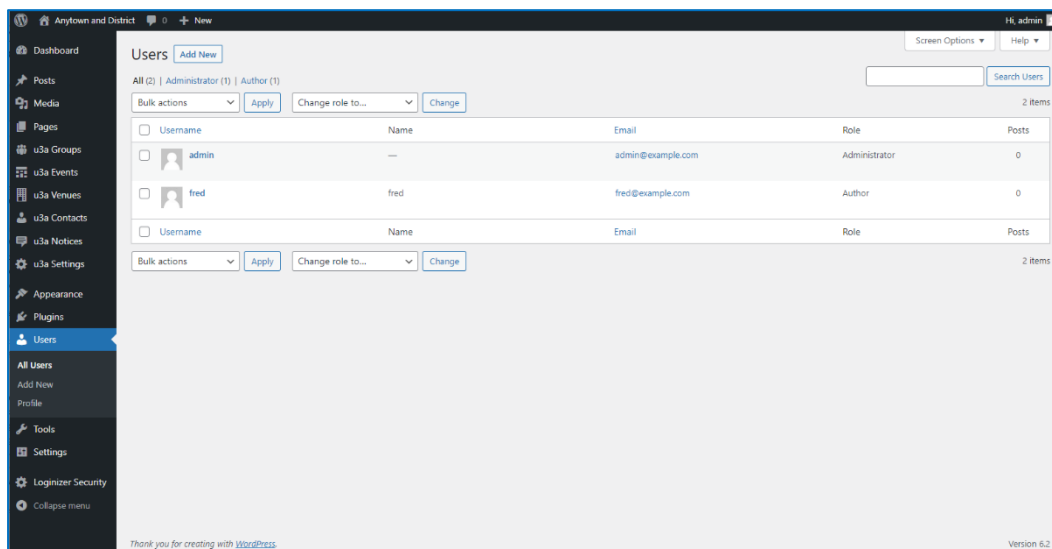 Anytown and District 0 New Hi, admin
Dashboard
Posts
Media
Pages
u3a Groups
u3a Events
u3a Venues
u3a Contacts
u3a Notices
u3a Settings
Appearance
Plugins
Users
All Users
Add New
Profile
Tools
Settings
Loginizer Security
Collapse menu
Screen Options Help
Users Add New
All (2) | Administrator (1) | Author (1)
Search Users
Bulk actions Apply Change role to... Change 2 items
Username Name Email Role Posts
admin — admin@example.com Administrator 0
fred fred fred@example.com Author 0
Username Name Email Role Posts
Bulk actions Apply Change role to... Change 2 items
Thank you for creating with WordPress. Version 6.2